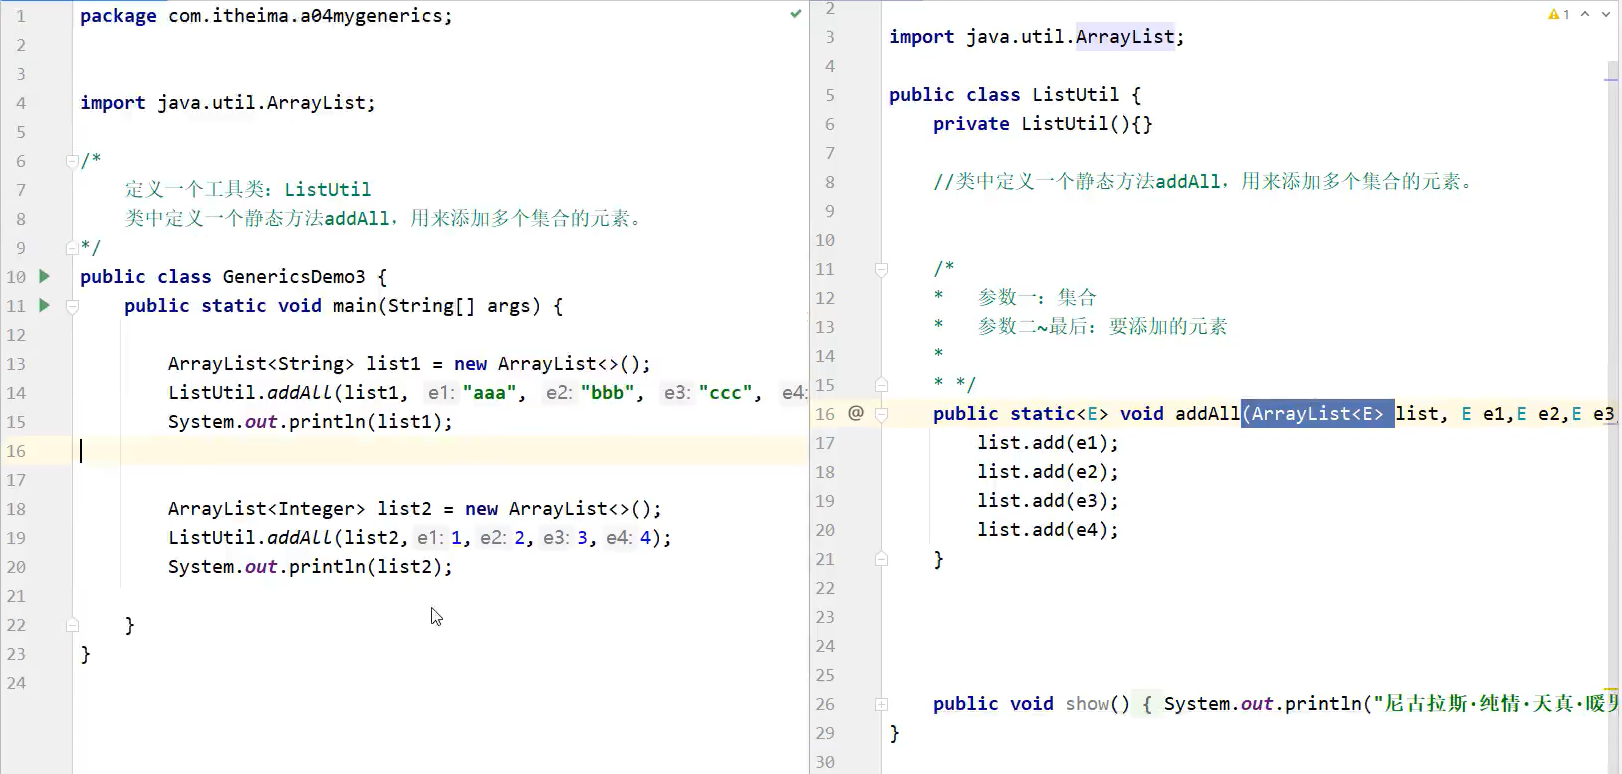 1 package com.itheima.a04mygenerics;
2
3
4 import java.util.ArrayList;
5
6 /*
7 定义一个工具类：ListUtil
8 类中定义一个静态方法addAll，用来添加多个集合的元素。
9 */
10 public class GenericsDemo3 {
11 public static void main(String[] args) {
12
13 ArrayList<String> list1 = new ArrayList<>();
14 ListUtil.addAll(list1, e1: "aaa", e2: "bbb", e3: "ccc", e4:
15 System.out.println(list1);
16
17
18 ArrayList<Integer> list2 = new ArrayList<>();
19 ListUtil.addAll(list2, e1: 1, e2: 2, e3: 3, e4: 4);
20 System.out.println(list2);
21
22 }
23 }
24
1
2
3 import java.util.ArrayList;
4
5 public class ListUtil {
6 private ListUtil(){}
7
8 //类中定义一个静态方法addAll，用来添加多个集合的元素。
9
10
11 /*
12 * 参数一：集合
13 * 参数二~最后：要添加的元素
14 *
15 * */
16 @ public static<E> void addAll(ArrayList<E> list, E e1,E e2,E e3
17 list.add(e1);
18 list.add(e2);
19 list.add(e3);
20 list.add(e4);
21 }
22
23
24
25
26 public void show() { System.out.println("尼古拉斯·纯情·天真·暖男
29 }
30